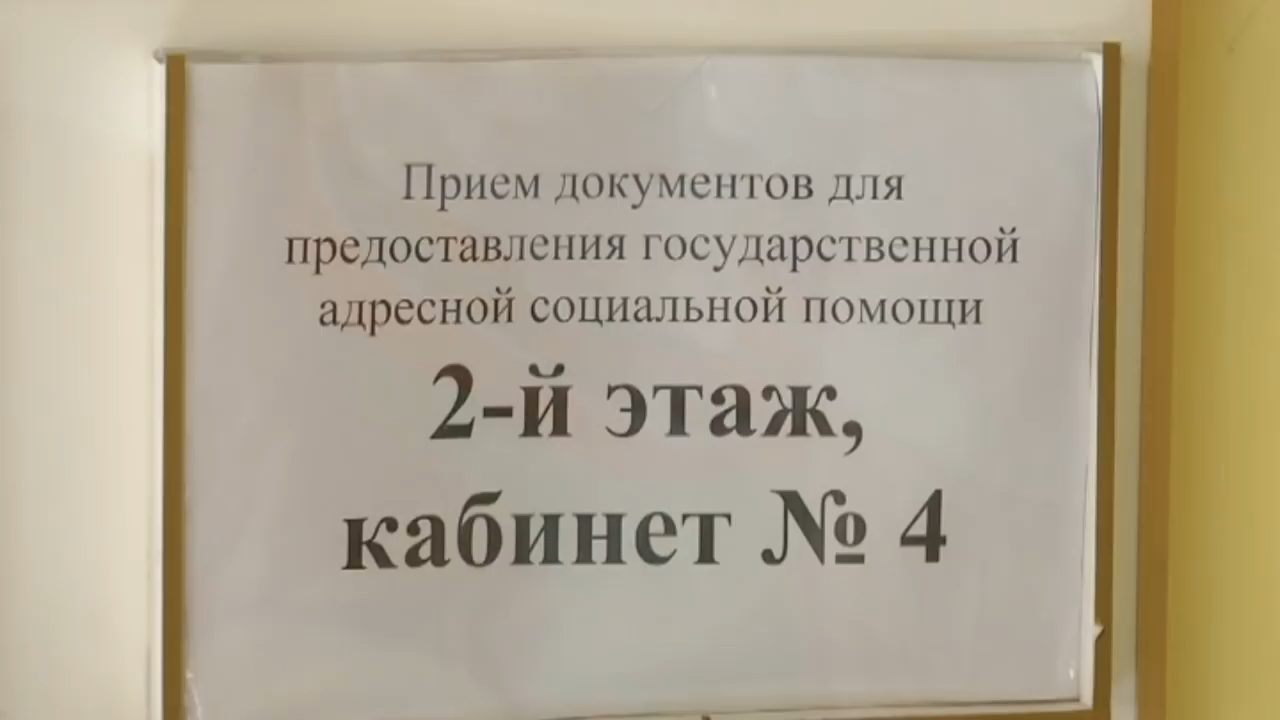 Прием документов для
предоставления государственной
адресной социальной помощи
2-й этаж,
кабинет № 4